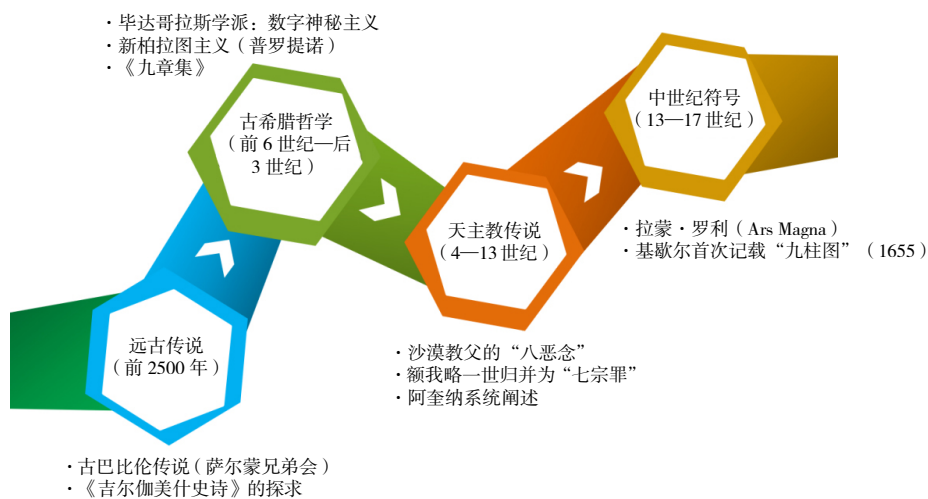 · 毕达哥拉斯学派：数字神秘主义
· 新柏拉图主义（普罗提诺）
· 《九章集》
古希腊哲学
（前 6 世纪—后
3 世纪）
中世纪符号
（13—17 世纪）
· 拉蒙·罗利（Ars Magna）
· 基歇尔首次记载“九柱图”（1655）
天主教传说
（4—13 世纪）
· 沙漠教父的“八恶念”
· 额我略一世归并为“七宗罪”
· 阿奎纳系统阐述
远古传说
（前 2500 年）
· 古巴比伦传说（萨尔蒙兄弟会）
· 《吉尔伽美什史诗》的探求